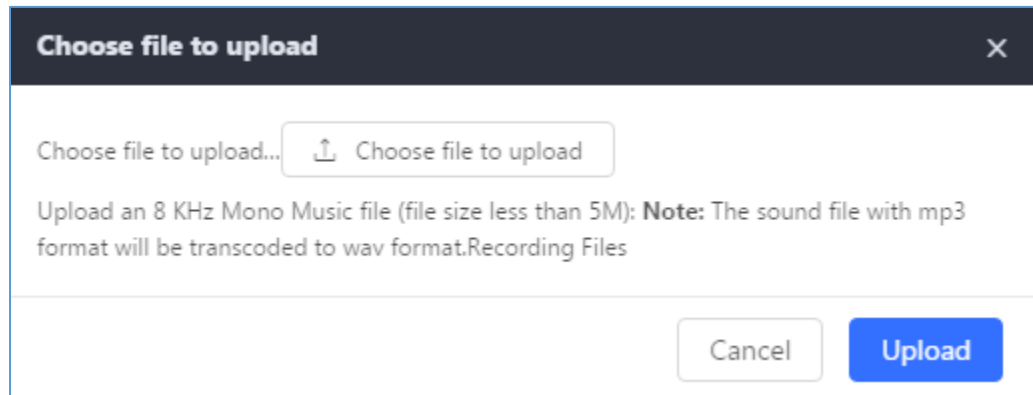 Choose file to upload
Choose file to upload... Choose file to upload
Upload an 8 KHz Mono Music file (file size less than 5M): Note: The sound file with mp3
format will be transcoded to wav format.Recording Files
Cancel Upload